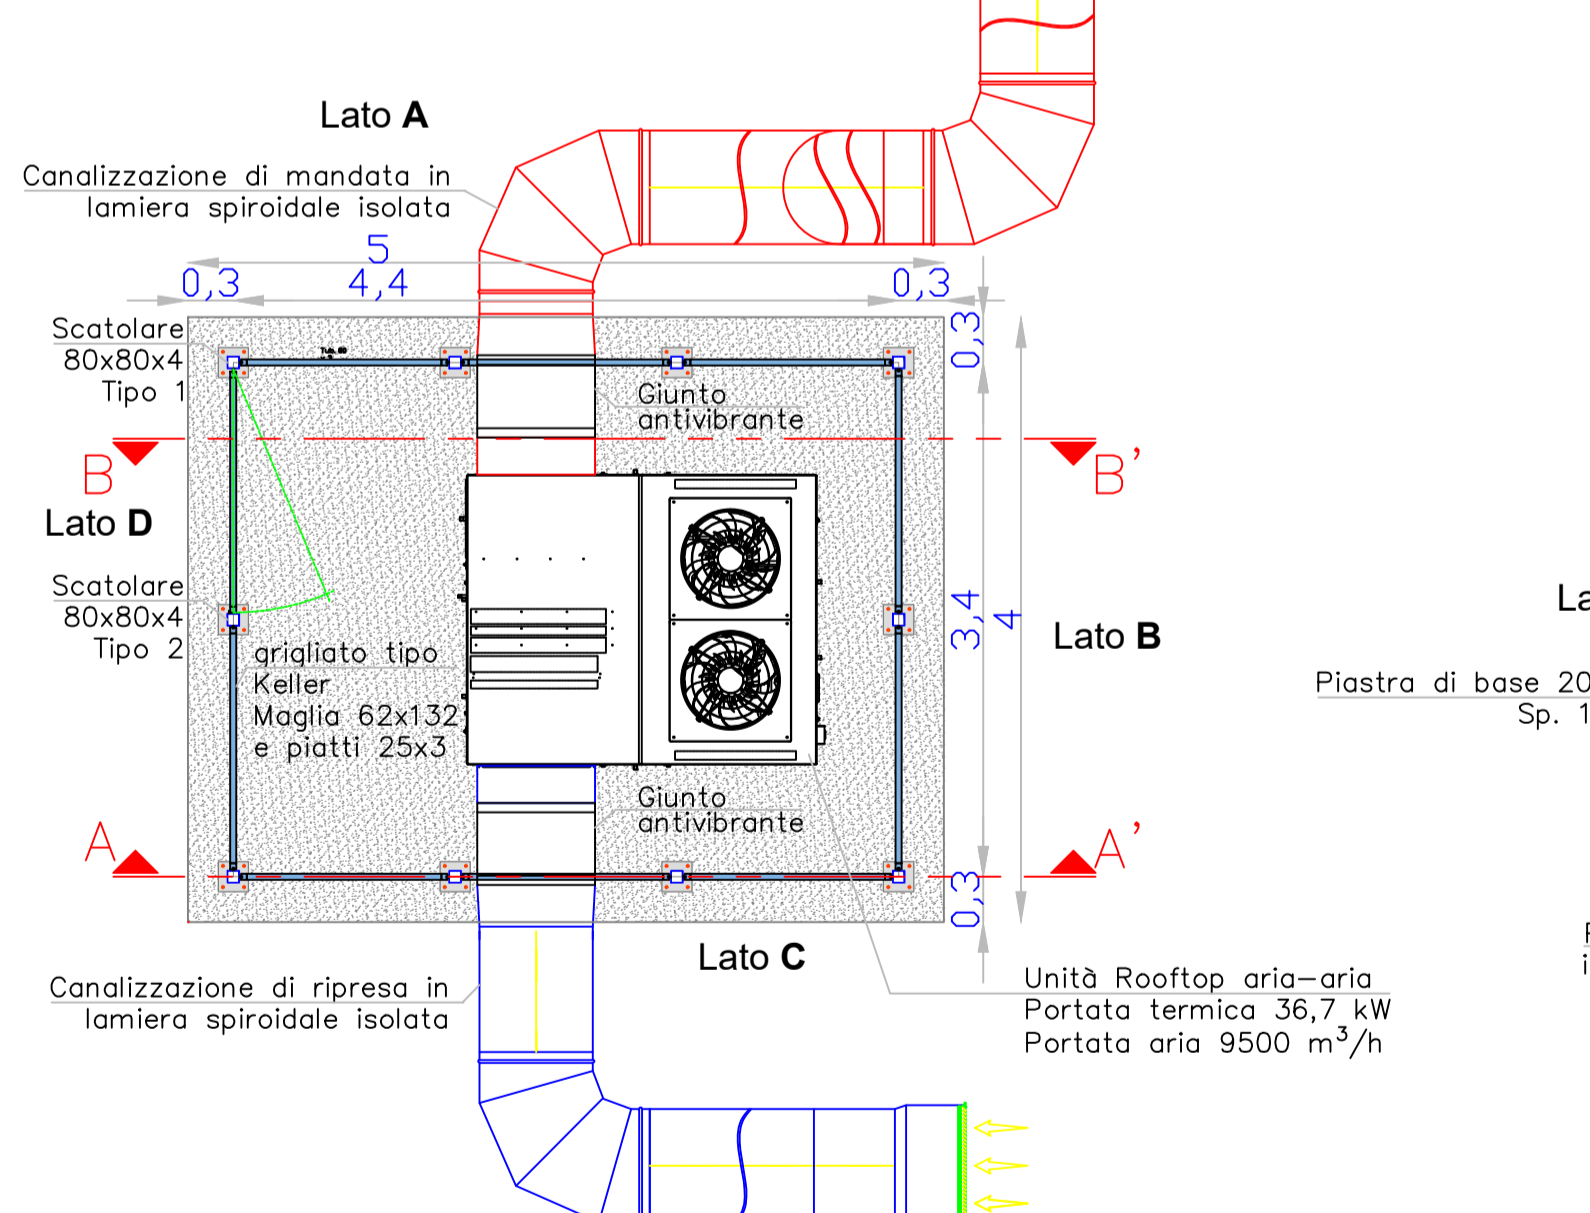 Lato A
Canalizzazione di mandata in
lamiera spiroidale isolata
5
0,3
4,4
0,3
Scatolare
80x80x4
Tipo 1
0,3
Giunto
antivibrante
B
B'
Lato D
Scatolare
80x80x4
Tipo 2
grigliato tipo
Keller
Maglia 62x132
e piatti 25x3
3,4
4
Lato B
La
Piastra di base 20
Sp. 1
Giunto
antivibrante
A
A'
0,3
Lato C
Canalizzazione di ripresa in
lamiera spiroidale isolata
Unità Rooftop aria-aria
Portata termica 36,7 kW
Portata aria 9500 m³/h